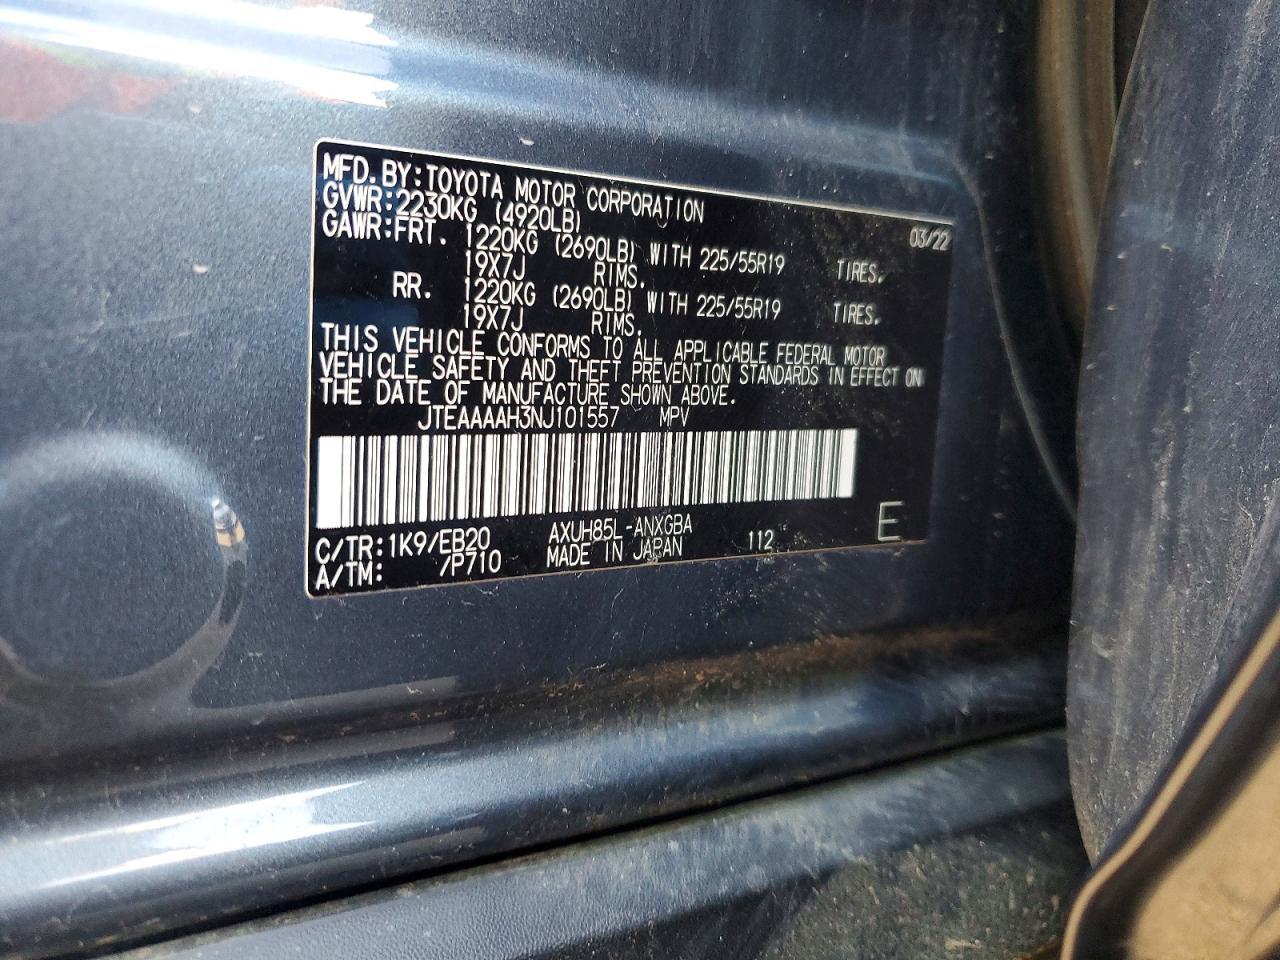 MFD. BY: TOYOTA MOTOR CORPORATION 03/22
GVWR: 2230KG (4920LB)
GAWR: FRT. 1220KG (2690LB) WITH 225/55R19 TIRES.
19X7J RIMS.
RR. 1220KG (2690LB) WITH 225/55R19 TIRES.
19X7J RIMS.
THIS VEHICLE CONFORMS TO ALL APPLICABLE FEDERAL MOTOR
VEHICLE SAFETY AND THEFT PREVENTION STANDARDS IN EFFECT ON
THE DATE OF MANUFACTURE SHOWN ABOVE.
JTEAAAAH3NJ101557 MPV
C/TR: 1K9/EB20 AXUH85L-ANXGBA 112 E
A/TM: /P710 MADE IN JAPAN